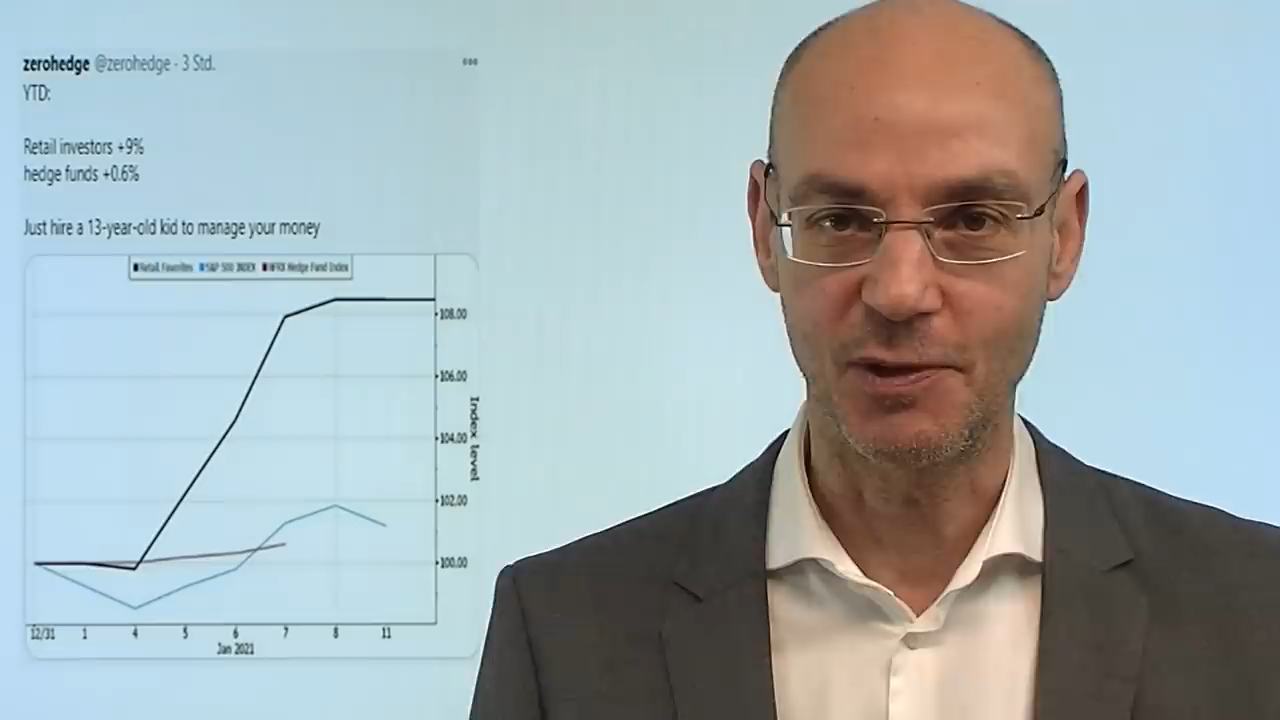 zerohedge @zerohedge · 3 Std.
YTD:
Retail investors +9%
hedge funds +0.6%
Just hire a 13-year-old kid to manage your money
Retail Favorites S&P 500 INDEX HFRX Hedge Fund Index
108.00
106.00
104.00
102.00
100.00
Index level
12/31 1 4 5 6 7 8 11
Jan 2021